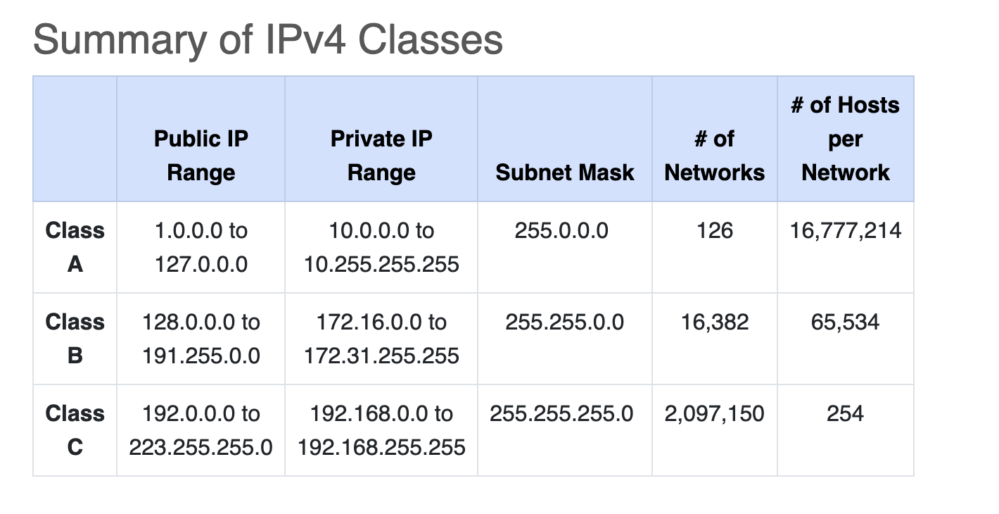 Summary of IPv4 Classes
Public IP Range | Private IP Range | Subnet Mask | # of Networks | # of Hosts per Network
Class A | 1.0.0.0 to 127.0.0.0 | 10.0.0.0 to 10.255.255.255 | 255.0.0.0 | 126 | 16,777,214
Class B | 128.0.0.0 to 191.255.0.0 | 172.16.0.0 to 172.31.255.255 | 255.255.0.0 | 16,382 | 65,534
Class C | 192.0.0.0 to 223.255.255.0 | 192.168.0.0 to 192.168.255.255 | 255.255.255.0 | 2,097,150 | 254